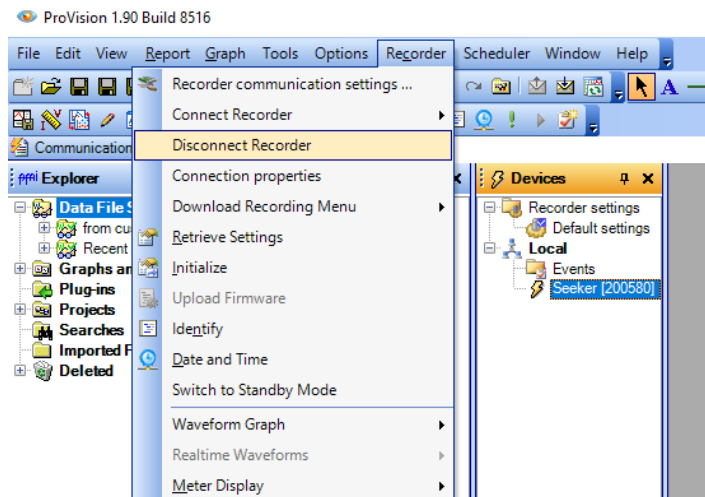 ProVision 1.90 Build 8516
File Edit View Report Graph Tools Options Recorder Scheduler Window Help
A
Recorder communication settings ...
Connect Recorder
Communication
Disconnect Recorder
Explorer
Connection properties
Devices
Data File S
Download Recording Menu
Recorder settings
from cu
Retrieve Settings
Default settings
Recent
Local
Graphs an
Initialize
Events
Plug-ins
Upload Firmware
Seeker [200580]
Projects
Searches
Identify
Imported F
Date and Time
Deleted
Switch to Standby Mode
Waveform Graph
Realtime Waveforms
Meter Display